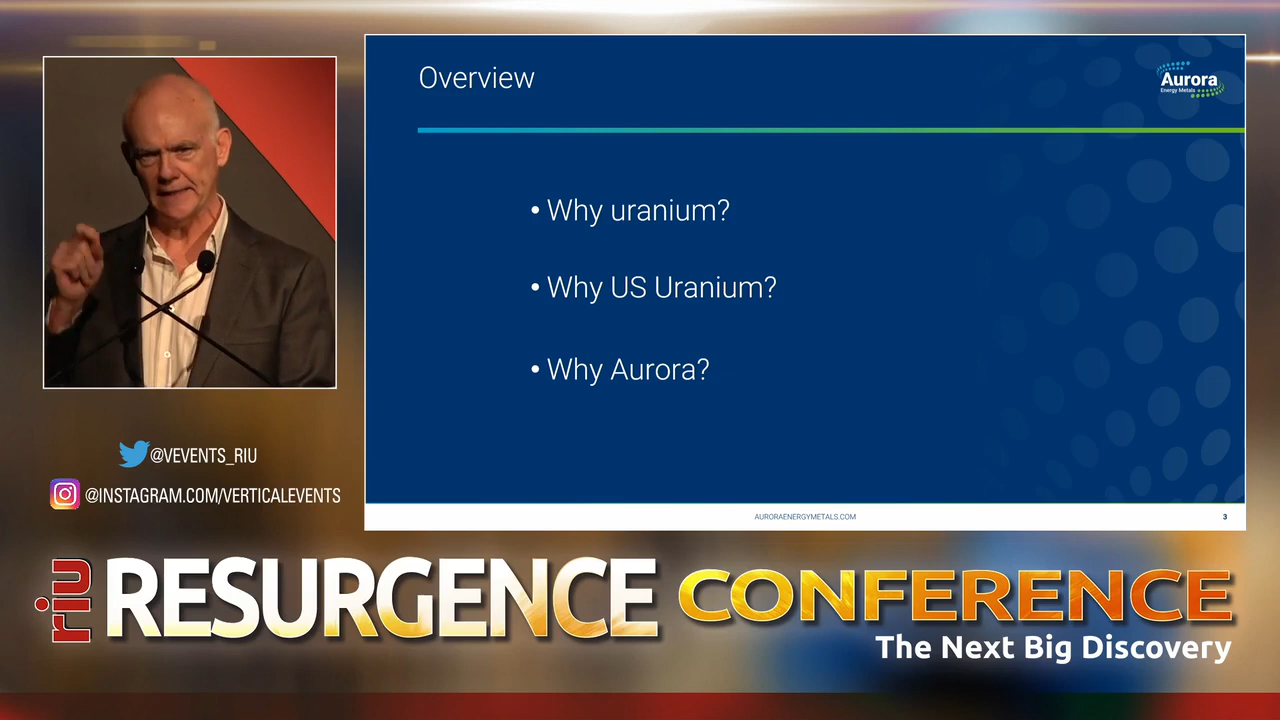 Overview
Aurora
Energy Metals
• Why uranium?
• Why US Uranium?
• Why Aurora?
AURORAENERGYMETALS.COM
3
@VEVENTS_RIU
@INSTAGRAM.COM/VERTICALEVENTS
riu RESURGENCE CONFERENCE
The Next Big Discovery